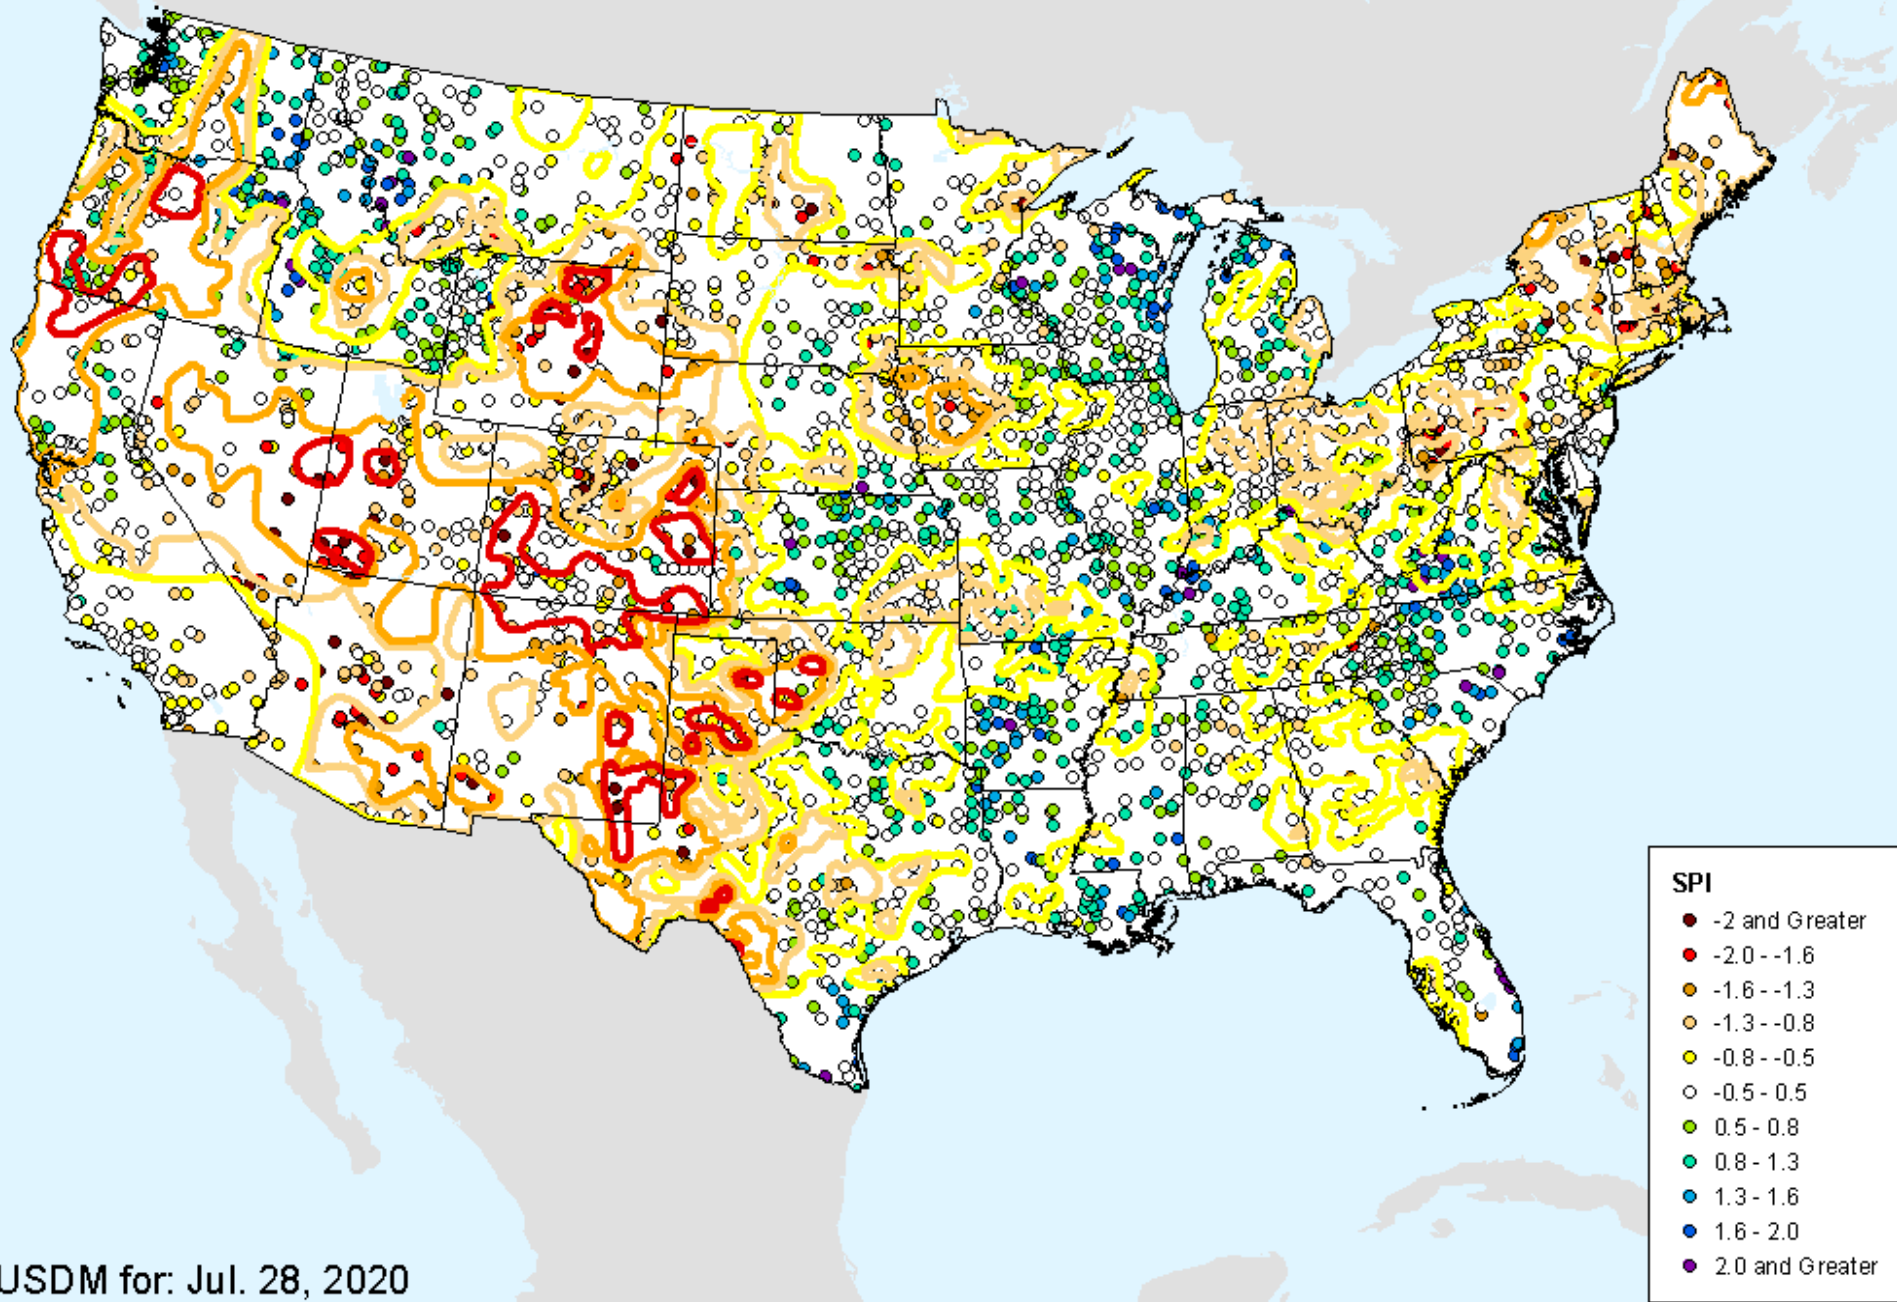 SPI
-2 and Greater
-2.0 - -1.6
-1.6 - -1.3
-1.3 - -0.8
-0.8 - -0.5
-0.5 - 0.5
0.5 - 0.8
0.8 - 1.3
1.3 - 1.6
1.6 - 2.0
2.0 and Greater
USDM for: Jul. 28, 2020